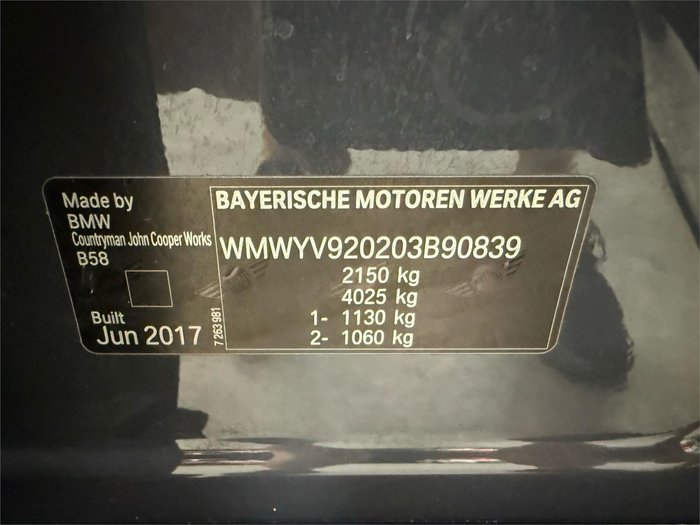 Made by
BMW
Countryman John Cooper Works
B58
Built
Jun 2017
7 263 981
BAYERISCHE MOTOREN WERKE AG
WMWYV920203B90839
2150 kg
4025 kg
1- 1130 kg
2- 1060 kg